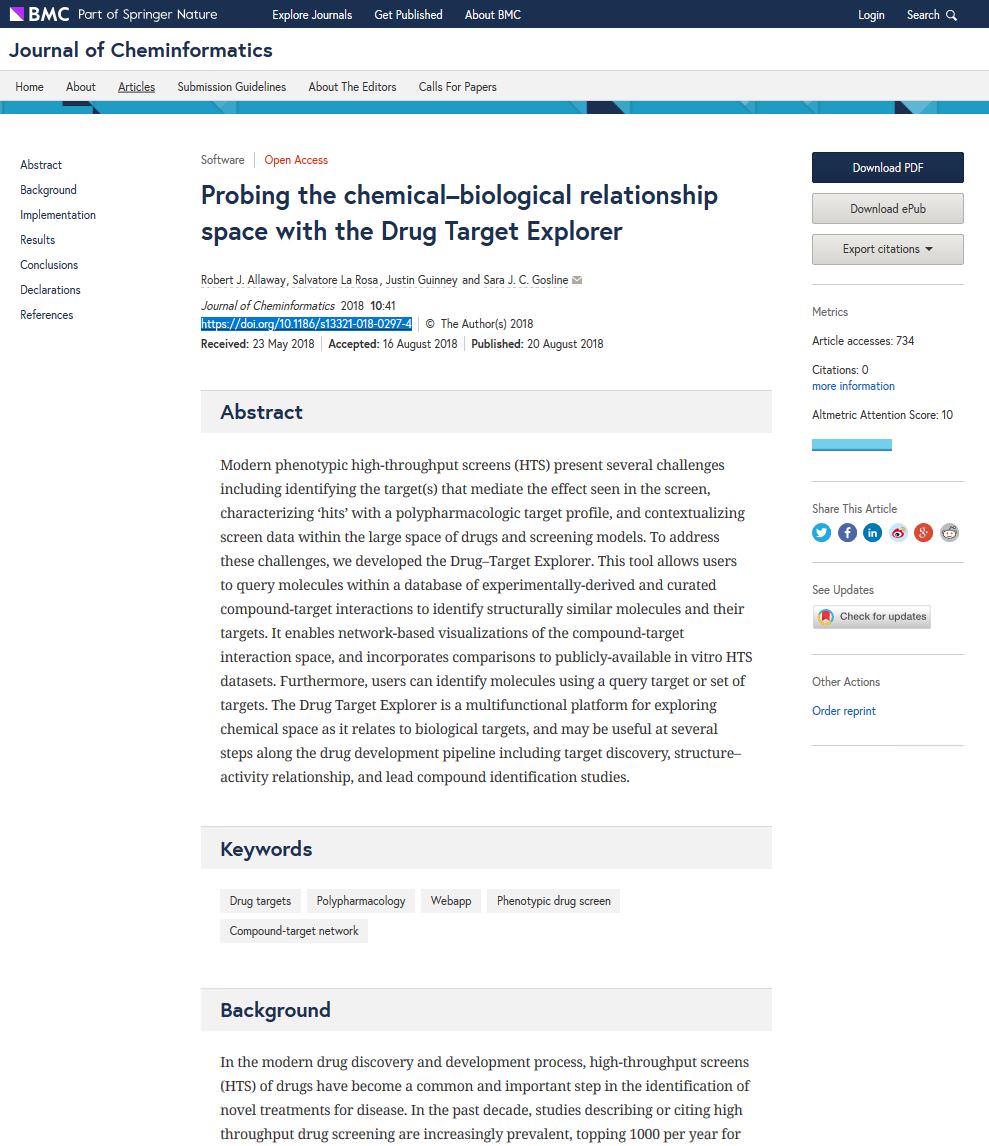 BMC Part of Springer Nature
Explore Journals Get Published About BMC
Login Search
Journal of Cheminformatics
Home About Articles Submission Guidelines About The Editors Calls For Papers
Abstract
Background
Implementation
Results
Conclusions
Declarations
References
Software Open Access
Probing the chemical–biological relationship
space with the Drug Target Explorer
Robert J. Allaway, Salvatore La Rosa, Justin Guinney and Sara J. C. Gosline
Journal of Cheminformatics 2018 10:41
https://doi.org/10.1186/s13321-018-0297-4 © The Author(s) 2018
Received: 23 May 2018 Accepted: 16 August 2018 Published: 20 August 2018
Abstract
Modern phenotypic high-throughput screens (HTS) present several challenges
including identifying the target(s) that mediate the effect seen in the screen,
characterizing ‘hits’ with a polypharmacologic target profile, and contextualizing
screen data within the large space of drugs and screening models. To address
these challenges, we developed the Drug–Target Explorer. This tool allows users
to query molecules within a database of experimentally-derived and curated
compound-target interactions to identify structurally similar molecules and their
targets. It enables network-based visualizations of the compound-target
interaction space, and incorporates comparisons to publicly-available in vitro HTS
datasets. Furthermore, users can identify molecules using a query target or set of
targets. The Drug Target Explorer is a multifunctional platform for exploring
chemical space as it relates to biological targets, and may be useful at several
steps along the drug development pipeline including target discovery, structure–
activity relationship, and lead compound identification studies.
Keywords
Drug targets Polypharmacology Webapp Phenotypic drug screen
Compound-target network
Background
In the modern drug discovery and development process, high-throughput screens
(HTS) of drugs have become a common and important step in the identification of
novel treatments for disease. In the past decade, studies describing or citing high
throughput drug screening are increasingly prevalent, topping 1000 per year for
Download PDF
Download ePub
Export citations
Metrics
Article accesses: 734
Citations: 0
more information
Altmetric Attention Score: 10
Share This Article
See Updates
Check for updates
Other Actions
Order reprint